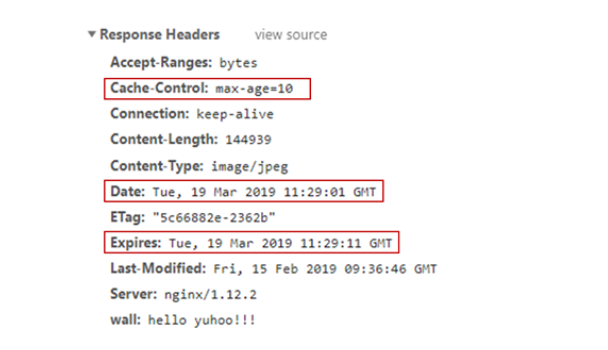 Response Headers view source
Accept-Ranges: bytes
Cache-Control: max-age=10
Connection: keep-alive
Content-Length: 144939
Content-Type: image/jpeg
Date: Tue, 19 Mar 2019 11:29:01 GMT
ETag: "5c66882e-2362b"
Expires: Tue, 19 Mar 2019 11:29:11 GMT
Last-Modified: Fri, 15 Feb 2019 09:36:46 GMT
Server: nginx/1.12.2
wall: hello yuhoo!!!